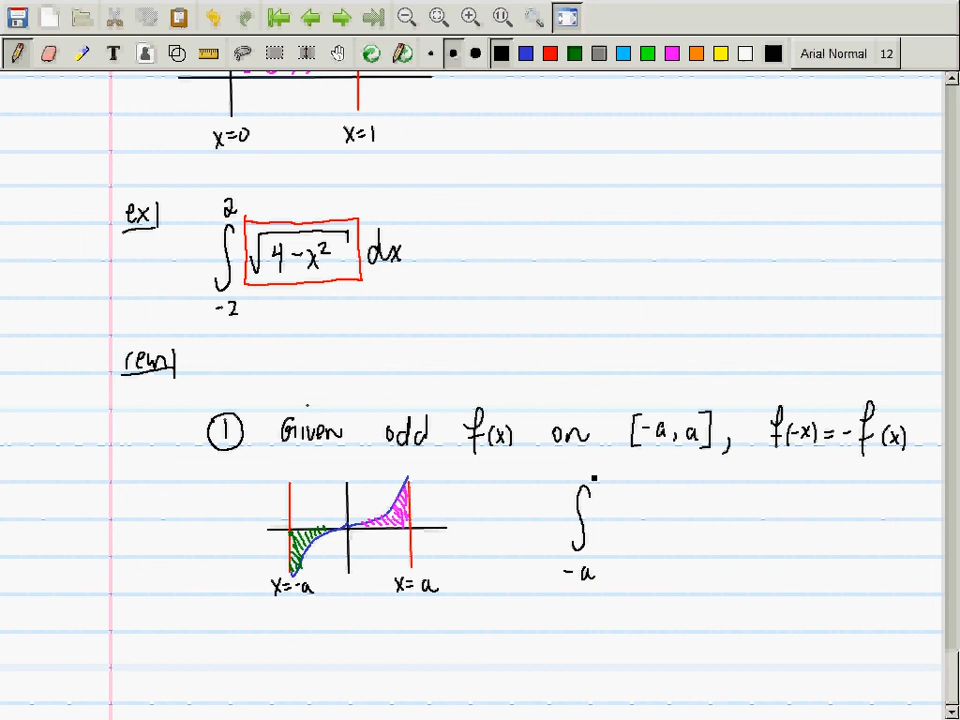 Arial Normal 12
x=0 x=1
ex|
2
∫ √4-x² dx
-2
rem|
① Given odd f(x) on [-a, a], f(-x) = -f(x)
∫
-a
x=-a x=a